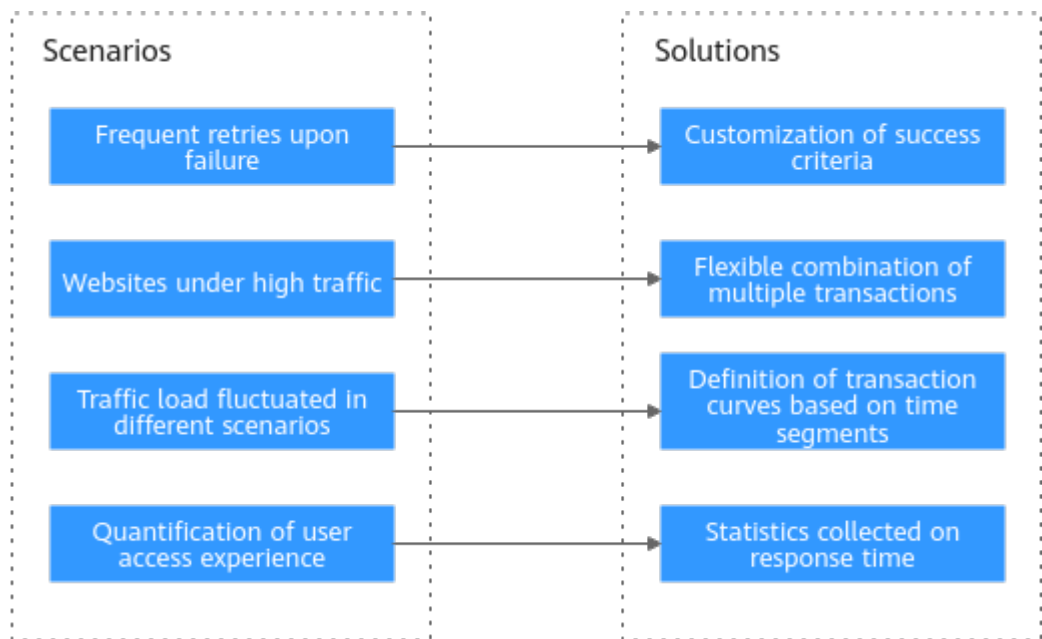 Scenarios
Frequent retries upon
failure
Websites under high traffic
Traffic load fluctuated in
different scenarios
Quantification of user
access experience
Solutions
Customization of success
criteria
Flexible combination of
multiple transactions
Definition of transaction
curves based on time
segments
Statistics collected on
response time